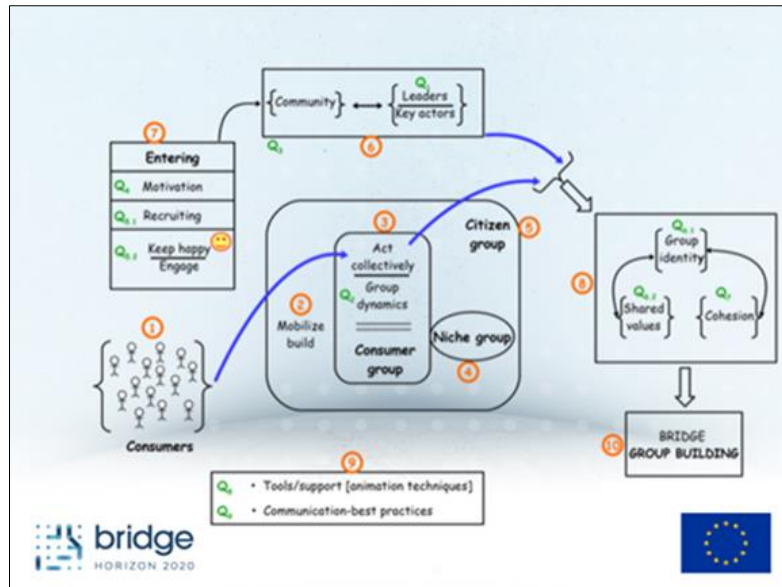 7
Entering
Q4 Motivation
Q5.1 Recruiting
Q5.2 Keep happy
Engage
Community
Leaders
Key actors
6
3
Act
collectively
Group
dynamics
Consumer
group
2
Mobilize
build
Citizen
group
5
Niche group
4
1
Consumers
8
Group
identity
Shared
values
Cohesion
10
BRIDGE
GROUP BUILDING
9
• Tools/support [animation techniques]
• Communication-best practices
bridge
HORIZON 2020